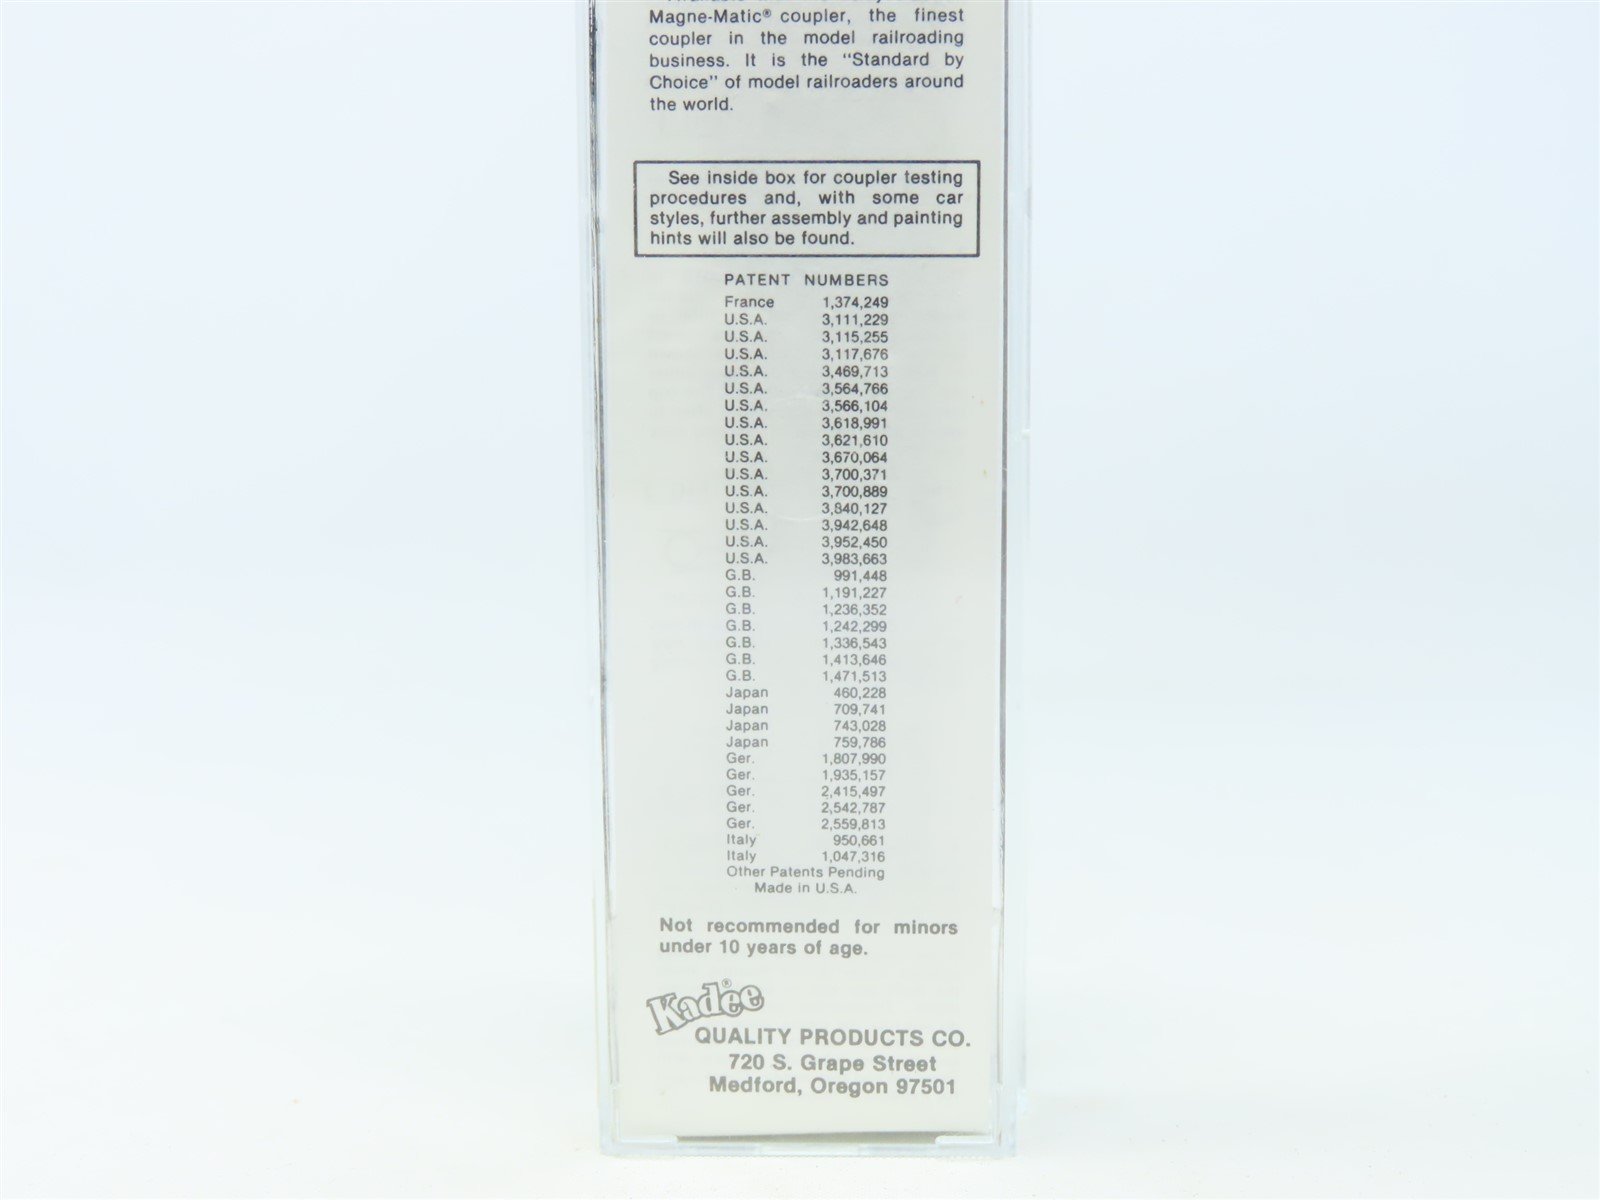 Magne-Matic® coupler, the finest
coupler in the model railroading
business. It is the "Standard by
Choice" of model railroaders around
the world.
See inside box for coupler testing
procedures and, with some car
styles, further assembly and painting
hints will also be found.
PATENT NUMBERS
France 1,374,249
U.S.A. 3,111,229
U.S.A. 3,115,255
U.S.A. 3,117,676
U.S.A. 3,469,713
U.S.A. 3,564,766
U.S.A. 3,566,104
U.S.A. 3,618,991
U.S.A. 3,621,610
U.S.A. 3,670,064
U.S.A. 3,700,371
U.S.A. 3,700,889
U.S.A. 3,840,127
U.S.A. 3,942,648
U.S.A. 3,952,450
U.S.A. 3,983,663
G.B. 991,448
G.B. 1,191,227
G.B. 1,236,352
G.B. 1,242,299
G.B. 1,336,543
G.B. 1,413,646
G.B. 1,471,513
Japan 460,228
Japan 709,741
Japan 743,028
Japan 759,786
Ger. 1,807,990
Ger. 1,935,157
Ger. 2,415,497
Ger. 2,542,787
Ger. 2,559,813
Italy 950,661
Italy 1,047,316
Other Patents Pending
Made in U.S.A.
Not recommended for minors
under 10 years of age.
Kadee®
QUALITY PRODUCTS CO.
720 S. Grape Street
Medford, Oregon 97501